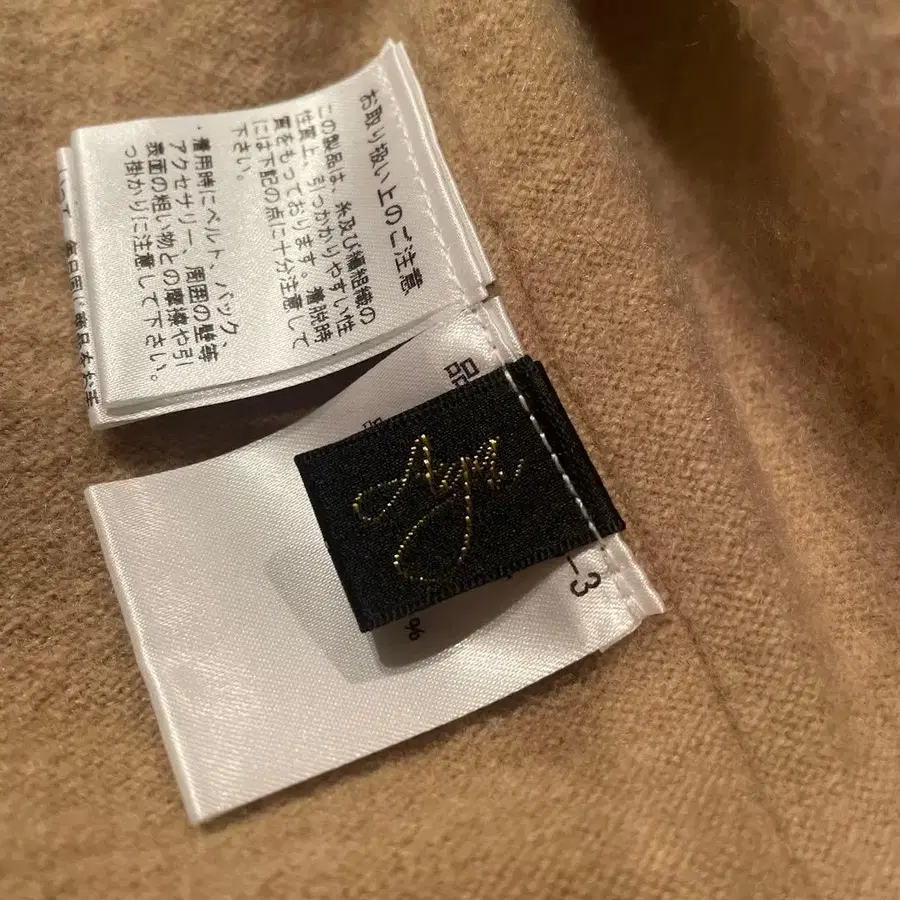 お取り扱い上のご注意
この製品は、糸及び編組織の
性質上、引っかかりやすい性
質をもっております。着脱時
には下記の点に十分注意して
下さい。
・着用時にベルト、バッグ、
アクセサリー、周囲の壁等
表面の粗い物との摩擦や引
っ掛かりに注意して下さい。
品
Aya
-3
%